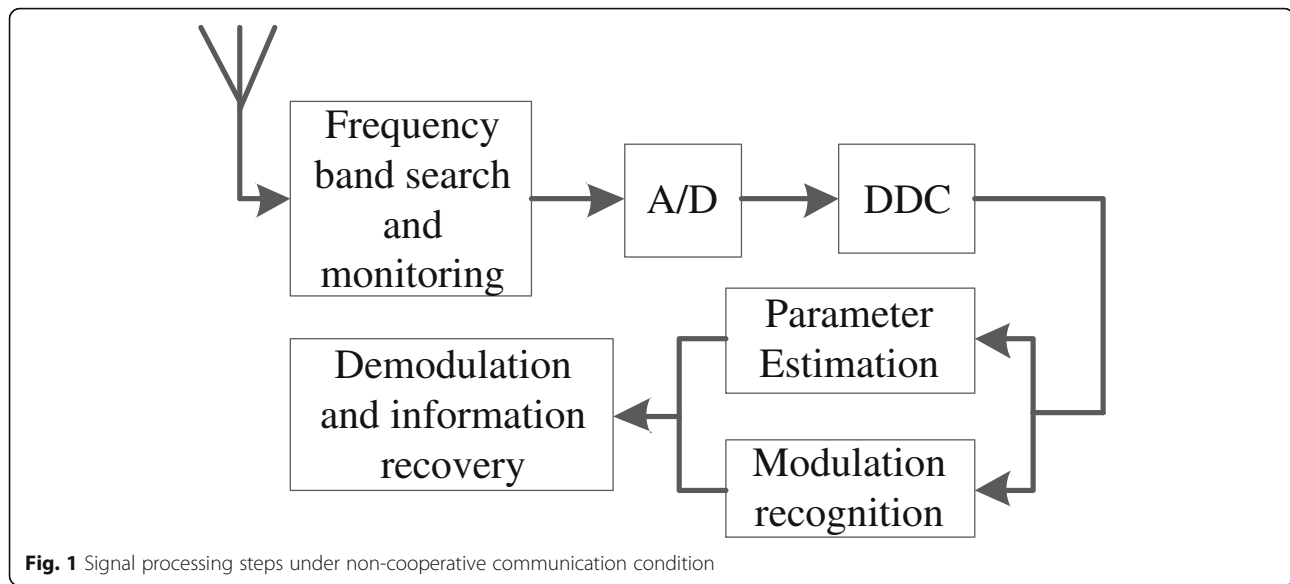 Frequency
band search
and
monitoring
A/D
DDC
Parameter
Estimation
Demodulation
and information
recovery
Modulation
recognition
Fig. 1 Signal processing steps under non-cooperative communication condition